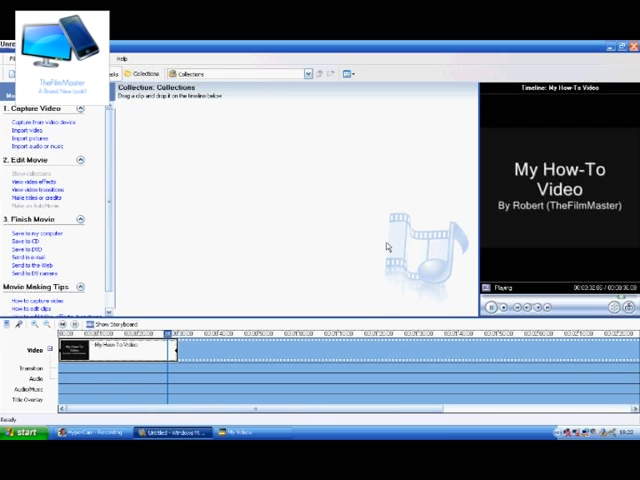 TheFilmMaster
A Brand New Look!
Help
Collections
Collections
Collection: Collections
Drag a clip and drop it on the timeline below
1. Capture Video
Capture from video device
Import video
Import pictures
Import audio or music
2. Edit Movie
Show collections
View video effects
View video transitions
Make titles or credits
Make an AutoMovie
3. Finish Movie
Save to my computer
Save to CD
Save to DVD
Send in e-mail
Send to the Web
Send to DV camera
Movie Making Tips
How to capture video
How to edit clips
Timeline: My How-To Video
My How-To
Video
By Robert (TheFilmMaster)
Playing
Show Storyboard
Video
My How-To Video
Transition
Audio
Audio/Music
Title Overlay
Ready
start
HyperCam - Recording
Untitled - Windows M...
My Videos